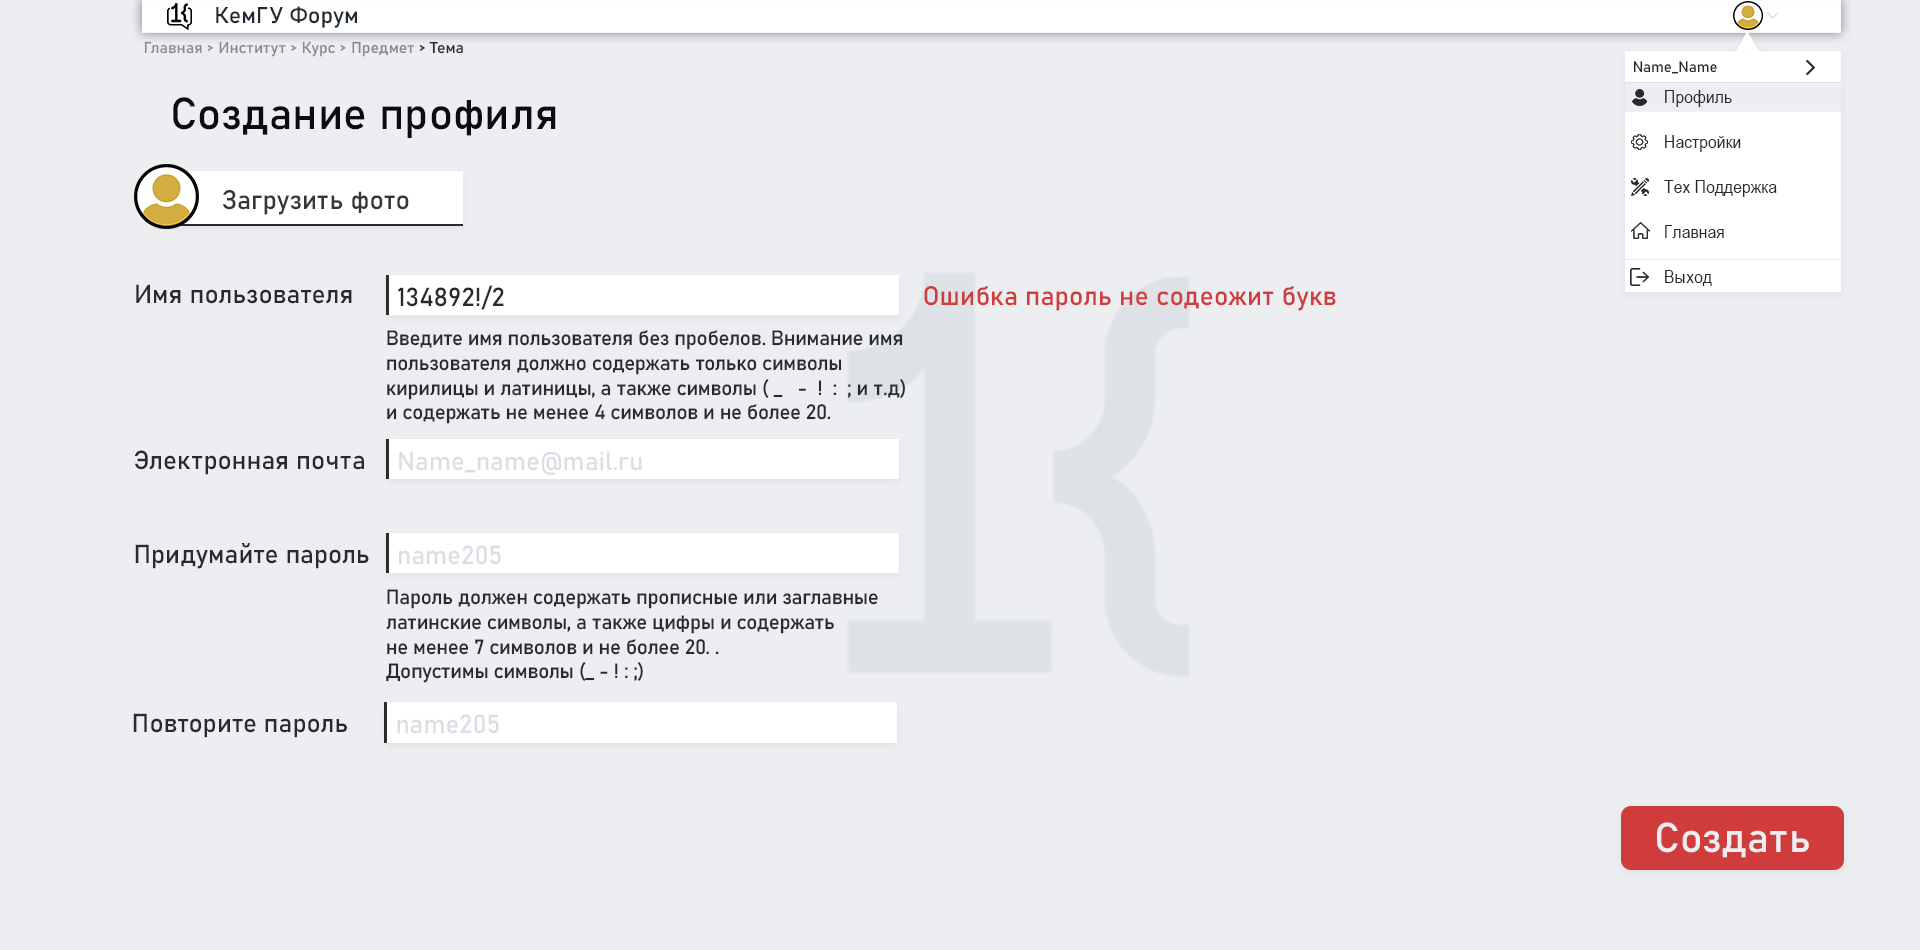 1{ КемГУ Форум
Главная > Институт > Курс > Предмет > Тема
Name_Name
Профиль
Настройки
Тех Поддержка
Главная
Выход
Создание профиля
Загрузить фото
Имя пользователя
134892!/2
Ошибка пароль не содеожит букв
Введите имя пользователя без пробелов. Внимание имя
пользователя должно содержать только символы
кирилицы и латиницы, а также символы ( _ - ! : ; и т.д)
и содержать не менее 4 символов и не более 20.
Электронная почта
Name_name@mail.ru
Придумайте пароль
name205
Пароль должен содержать прописные или заглавные
латинские символы, а также цифры и содержать
не менее 7 символов и не более 20. .
Допустимы символы (_ - ! : ;)
Повторите пароль
name205
1{
Создать